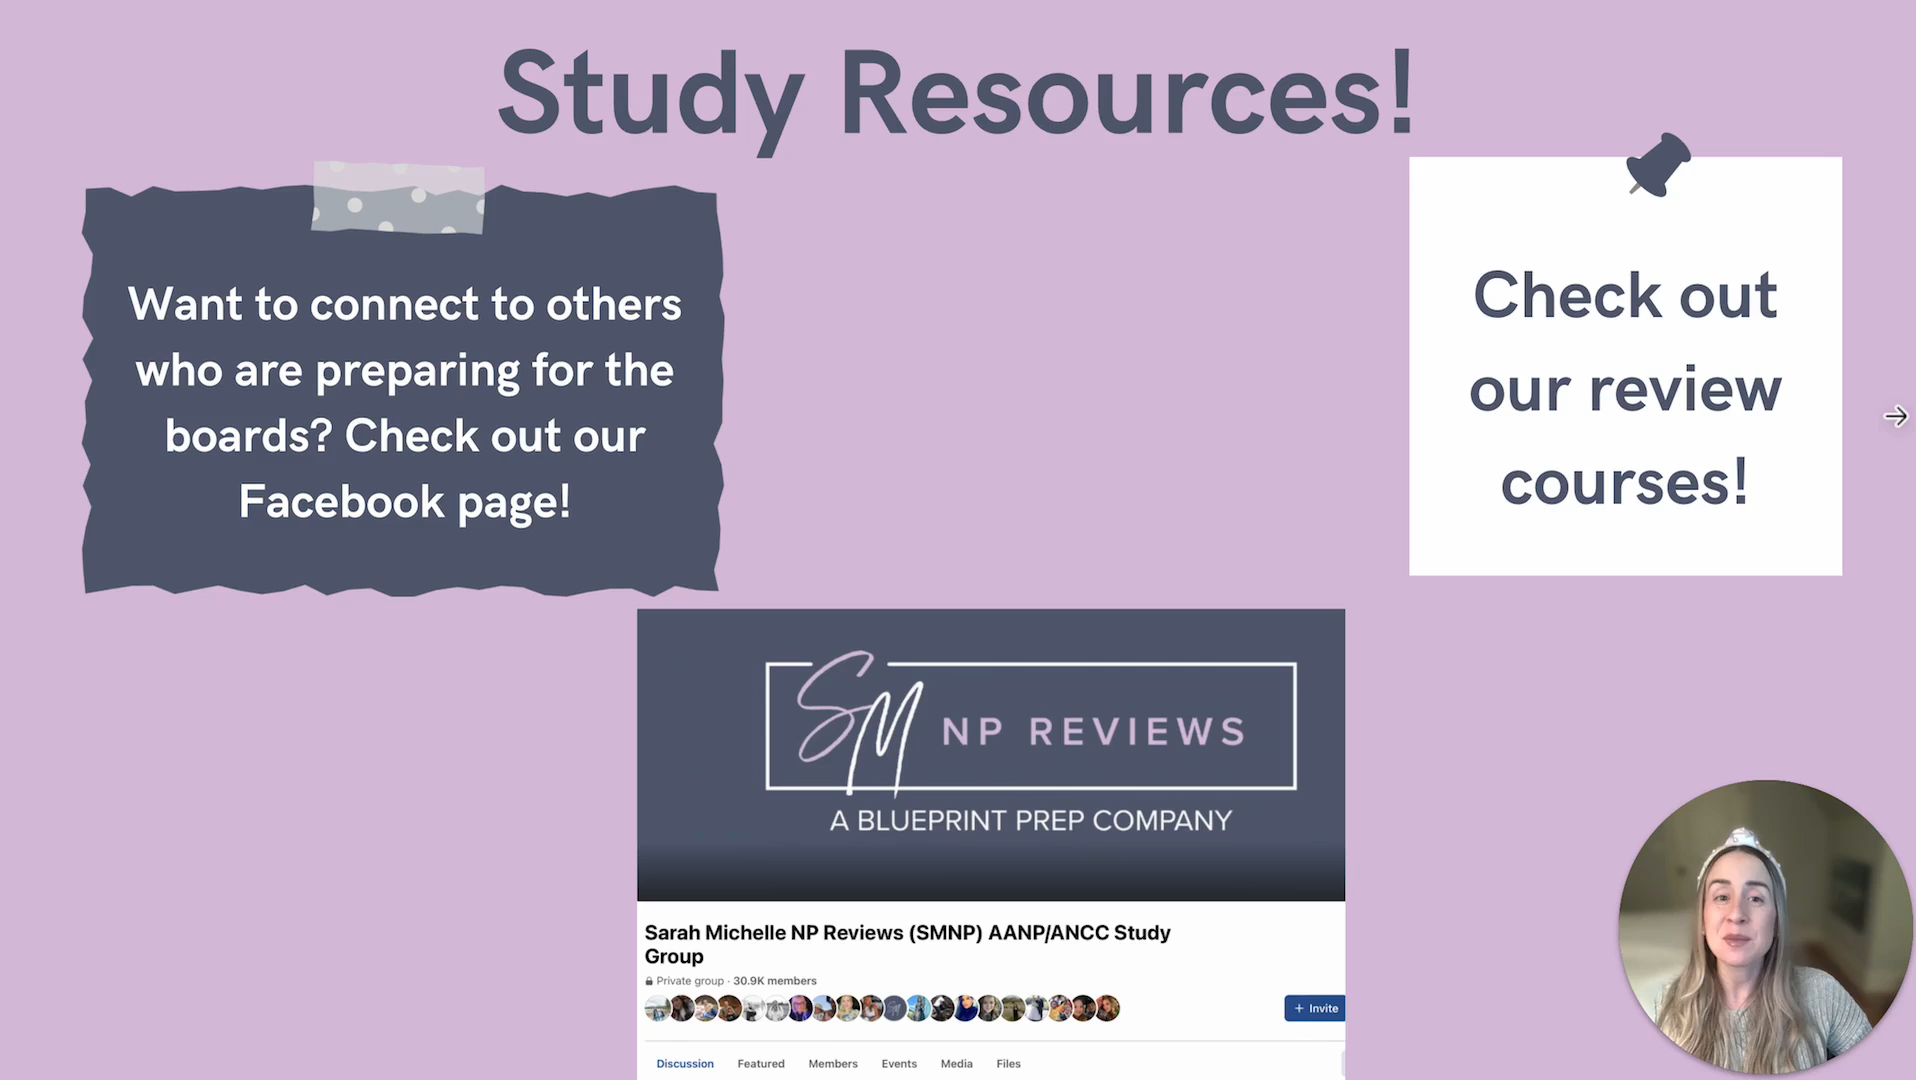 Study Resources!
Want to connect to others
who are preparing for the
boards? Check out our
Facebook page!
Check out
our review
courses!
SM NP REVIEWS
A BLUEPRINT PREP COMPANY
Sarah Michelle NP Reviews (SMNP) AANP/ANCC Study
Group
Private group · 30.9K members
+ Invite
Discussion Featured Members Events Media Files